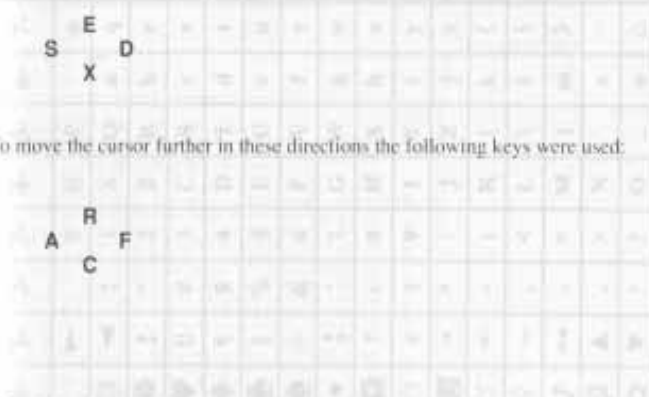 E
S D
X
o move the cursor further in these directions the following keys were used:
R
A F
C